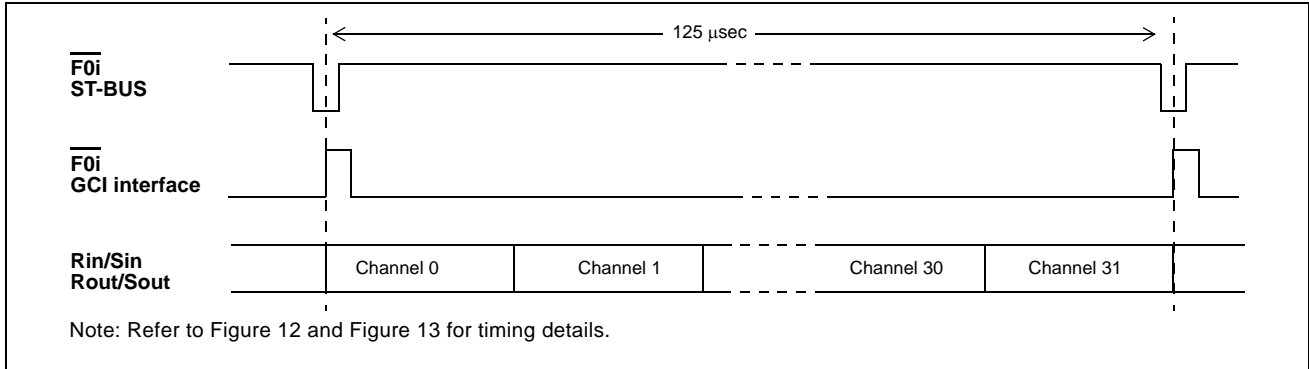 125 μsec
F0i
ST-BUS
F0i
GCI interface
Rin/Sin
Rout/Sout
Channel 0
Channel 1
Channel 30
Channel 31
Note: Refer to Figure 12 and Figure 13 for timing details.